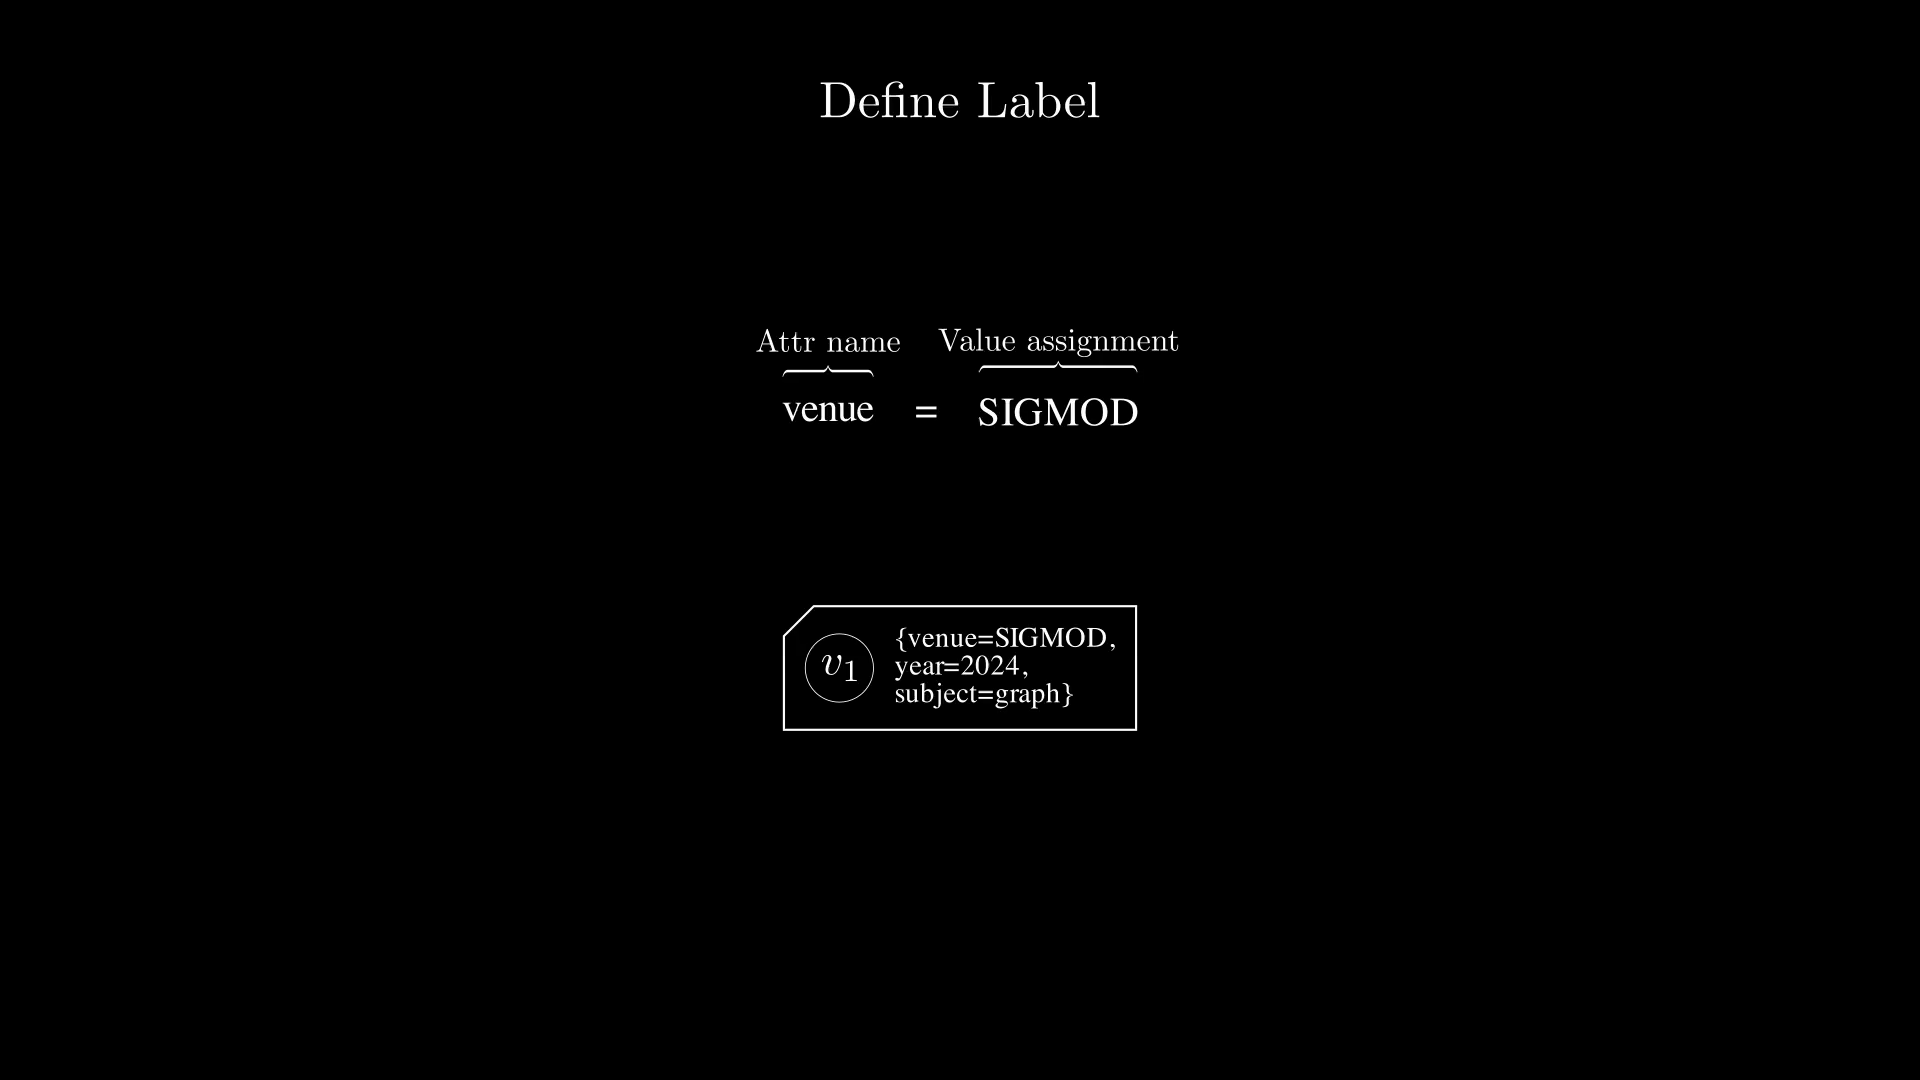 Define Label
Attr name Value assignment
venue = SIGMOD
v1 {venue=SIGMOD,
year=2024,
subject=graph}